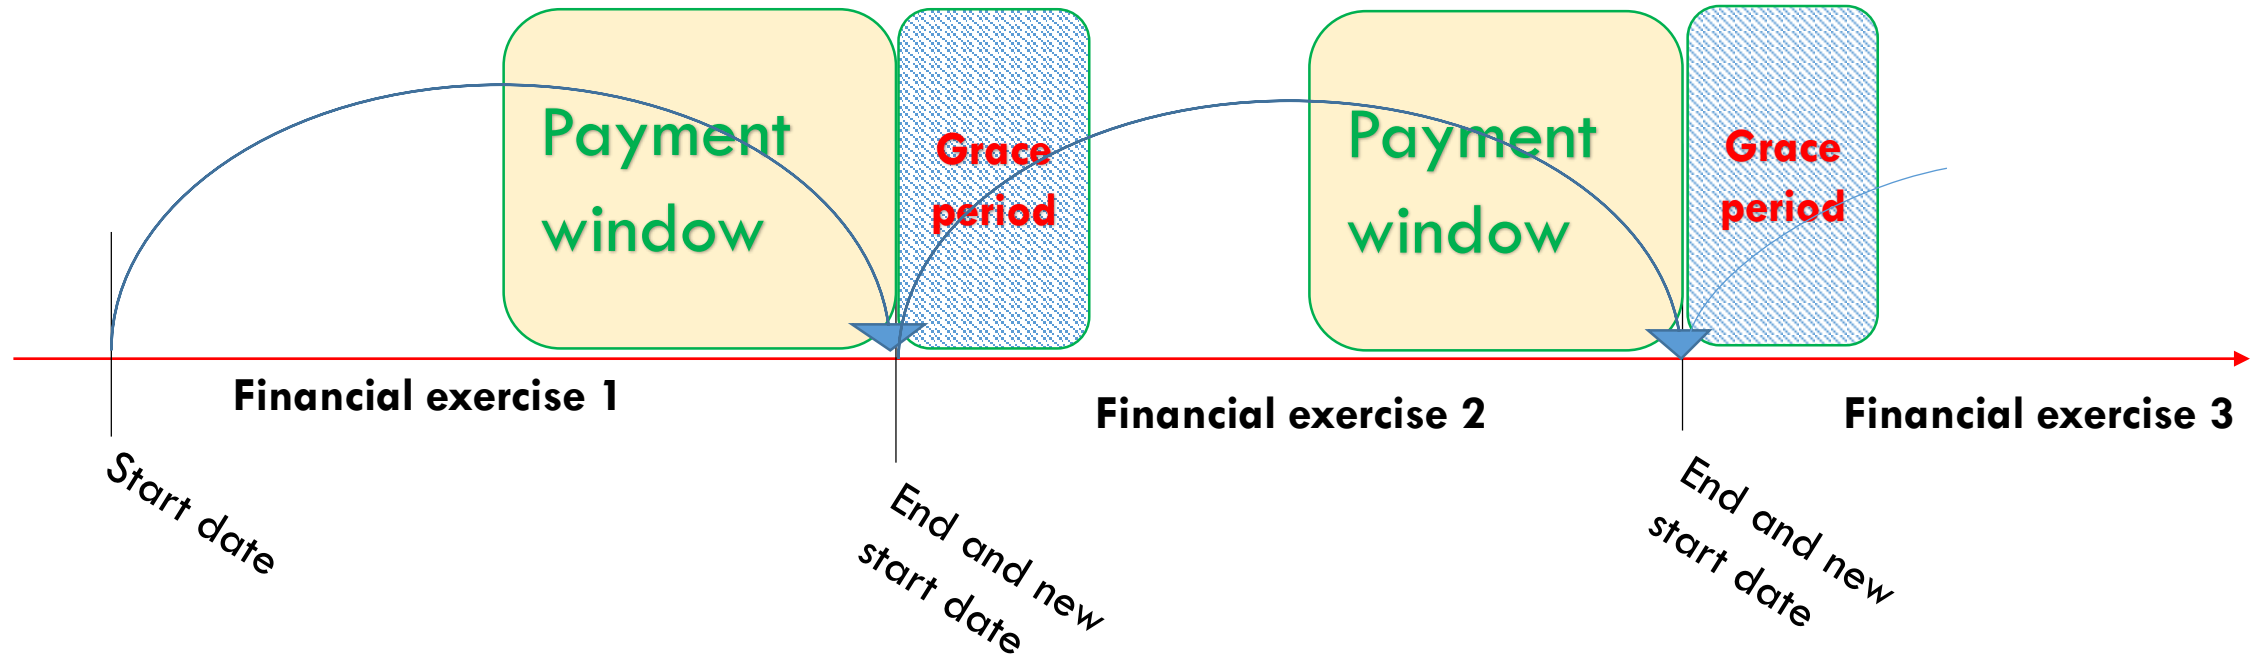 Payment
window
Grace
period
Payment
window
Grace
period
Financial exercise 1
Financial exercise 2
Financial exercise 3
Start date
End and new
start date
End and new
start date